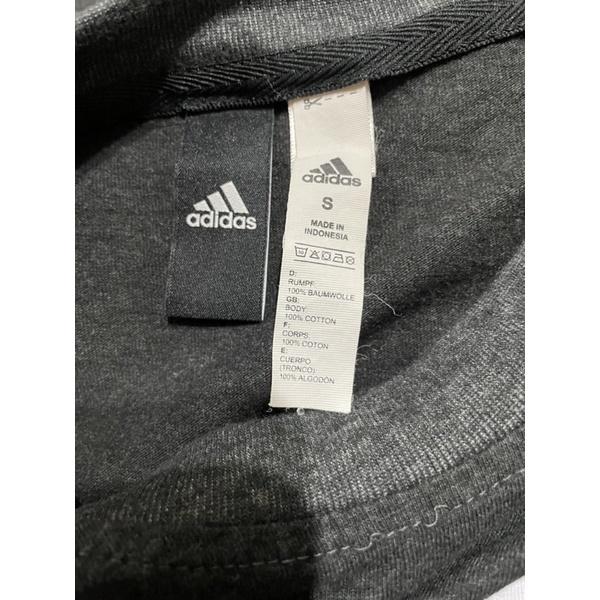 adidas
adidas
S
MADE IN
INDONESIA
D:
RUMPF:
100% BAUMWOLLE
GB:
BODY:
100% COTTON
F:
CORPS:
100% COTON
E:
CUERPO
(TRONCO):
100% ALGODÓN